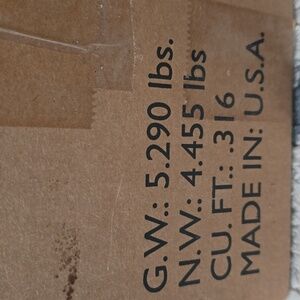 G.W.: 5.290 lbs.
N.W.: 4.455 lbs
CU. FT.: .316
MADE IN: U.S.A.